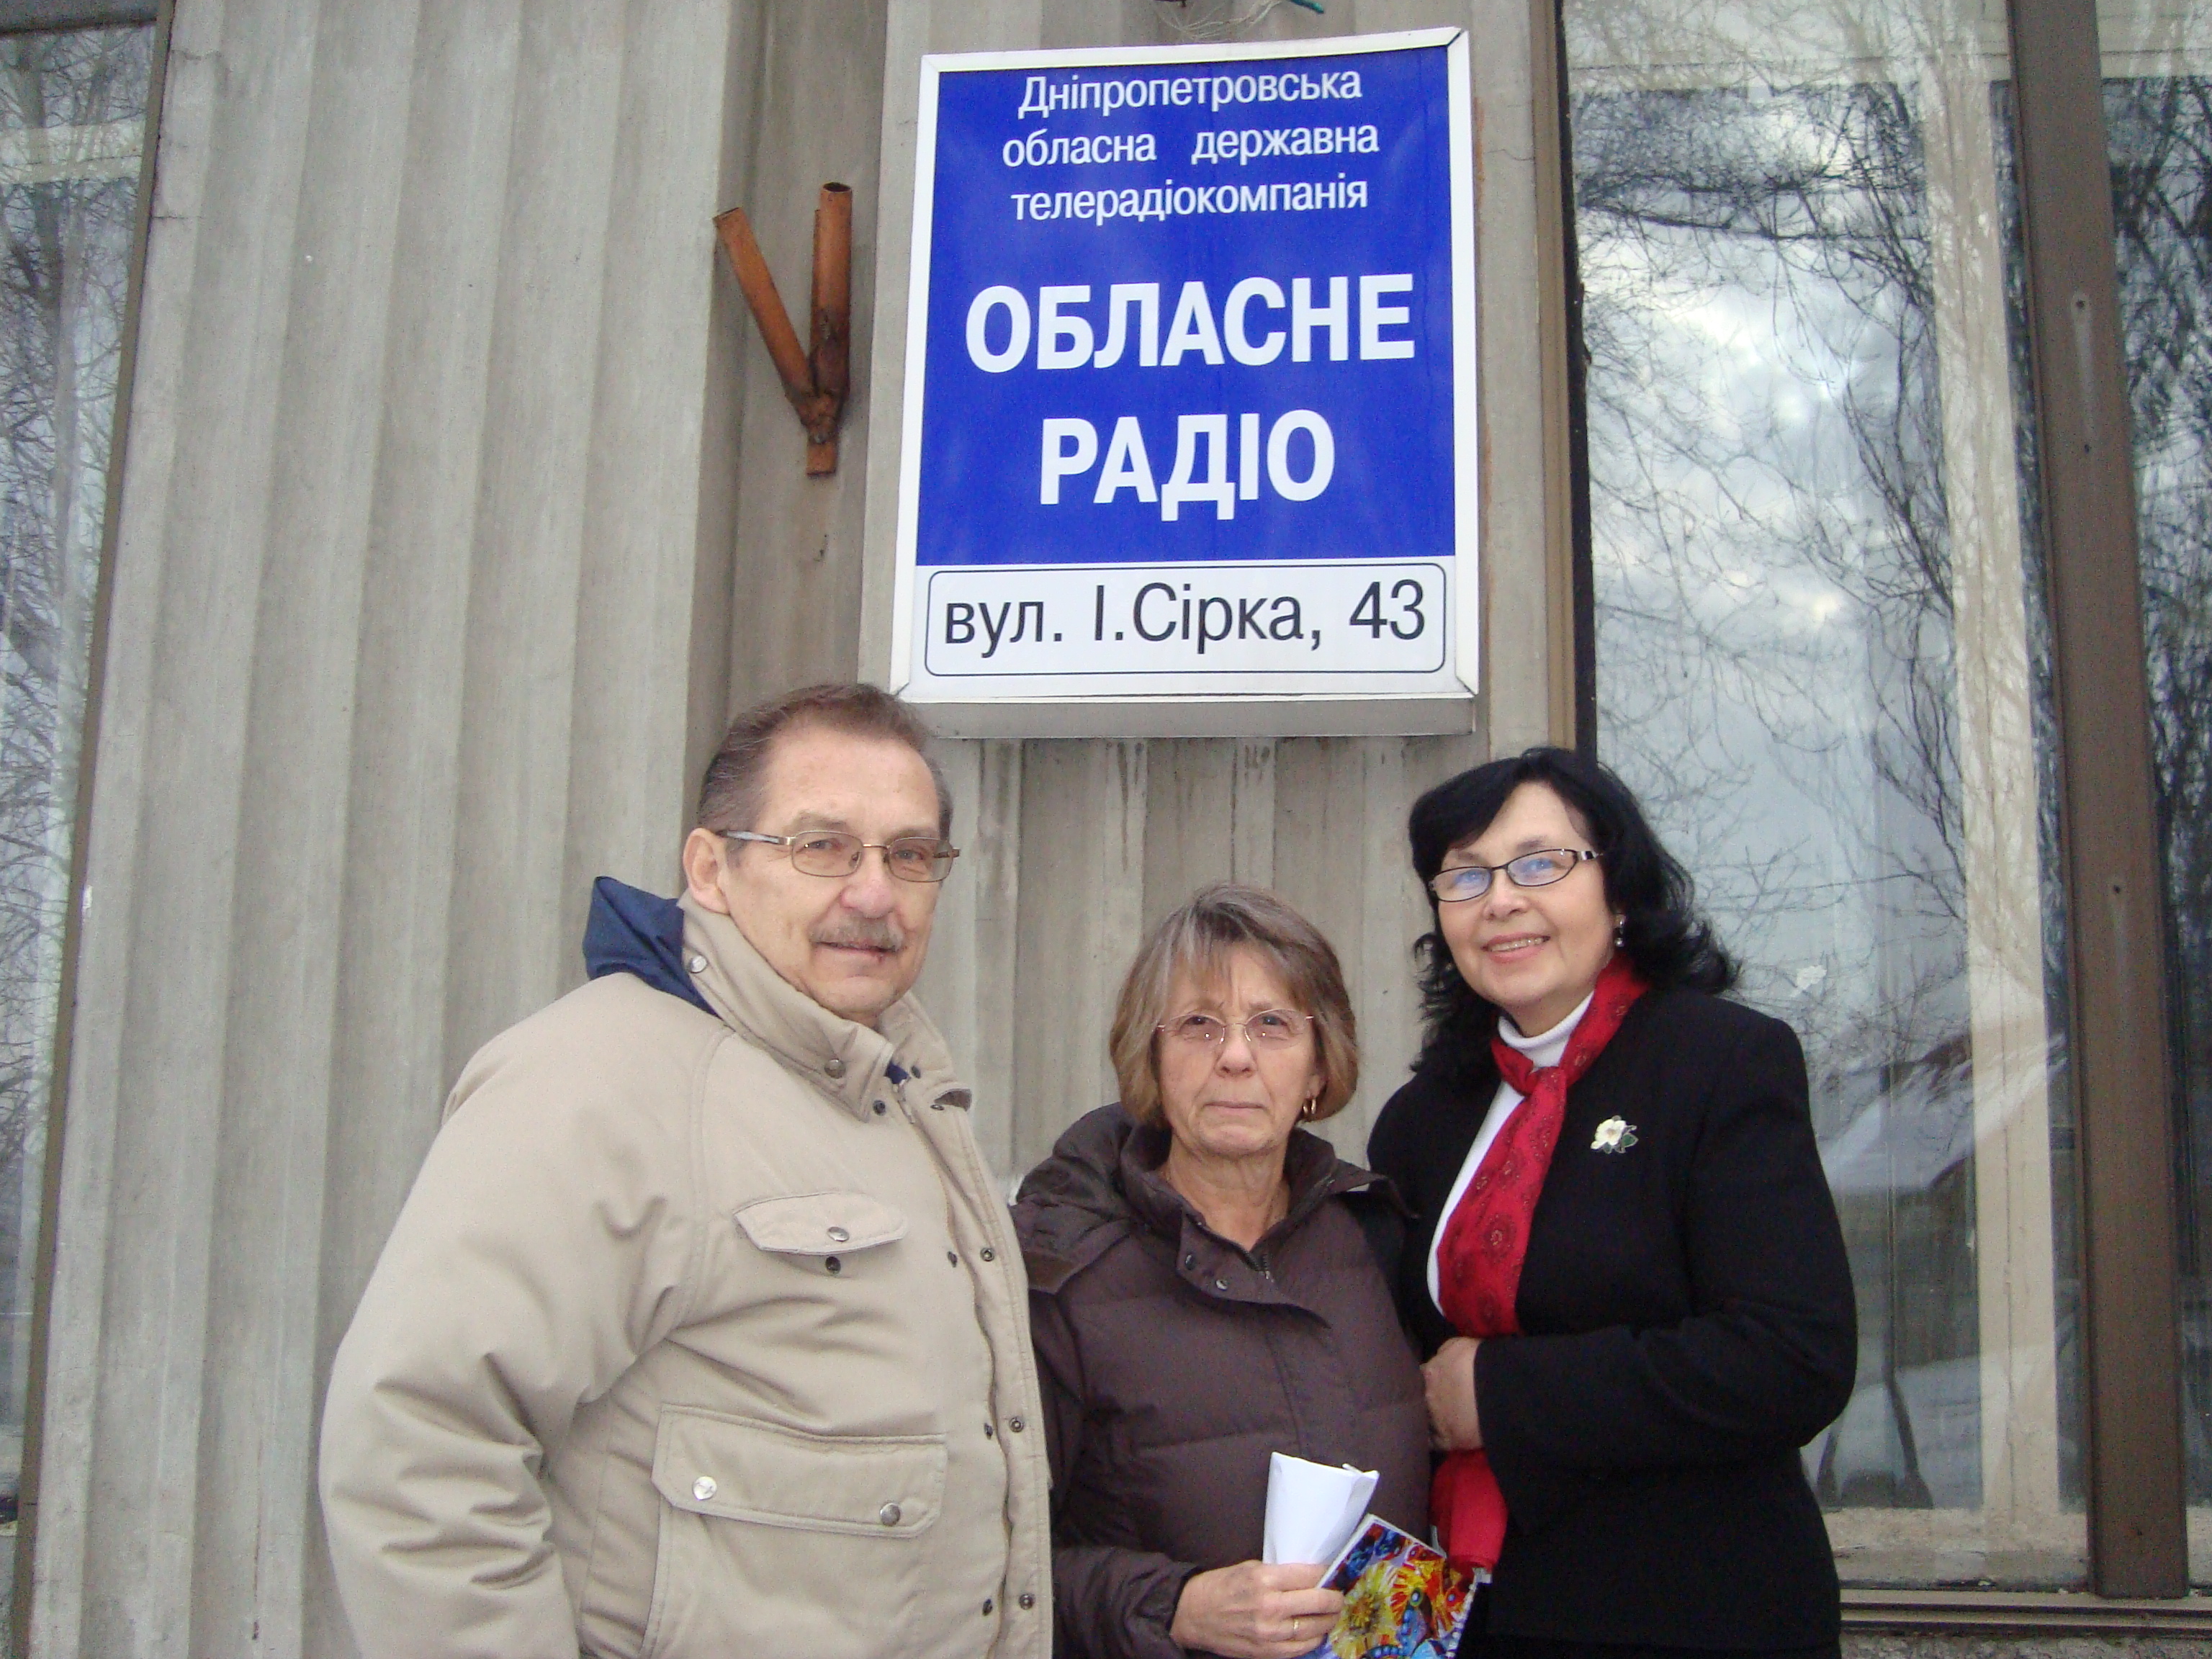 Дніпропетровська
обласна державна
телерадіокомпанія
ОБЛАСНЕ
РАДІО
вул. І.Сірка, 43